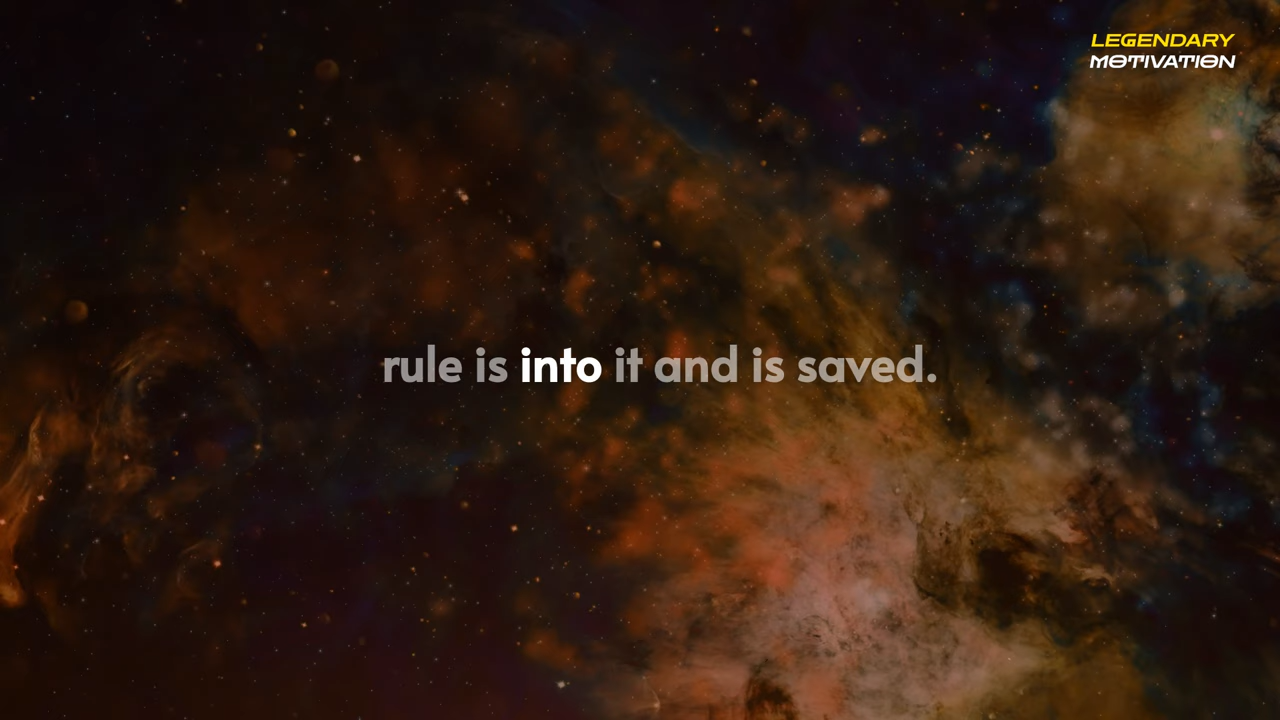 LEGENDARY
MOTIVATION
rule is into it and is saved.